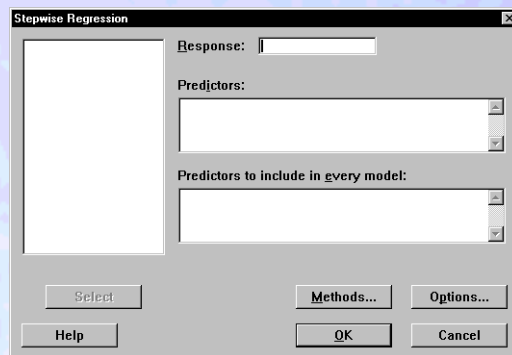 Stepwise Regression
Response:
Predictors:
Predictors to include in every model:
Select
Methods...
Options...
Help
OK
Cancel